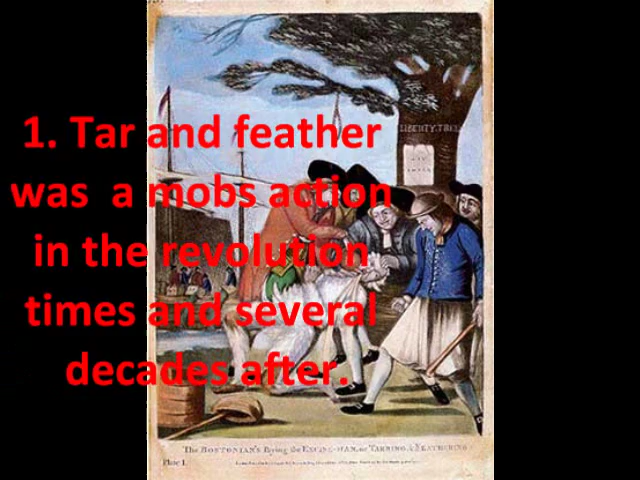 1. Tar and feather
was a mobs action
in the revolution
times and several
decades after.
LIBERTY TREE
The BOSTONIAN'S Paying the EXCISE-MAN, or TARRING & FEATHERING
Plate I.